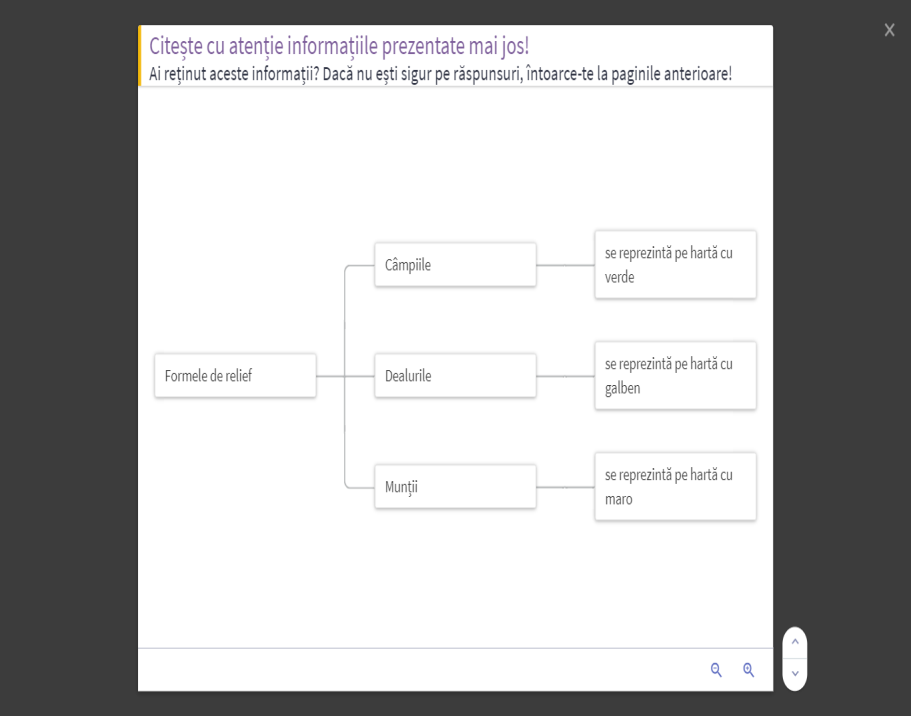 Citește cu atenție informațiile prezentate mai jos!
Ai reținut aceste informații? Dacă nu ești sigur pe răspunsuri, întoarce-te la paginile anterioare!
Formele de relief
Câmpiile
se reprezintă pe hartă cu
verde
Dealurile
se reprezintă pe hartă cu
galben
Munții
se reprezintă pe hartă cu
maro